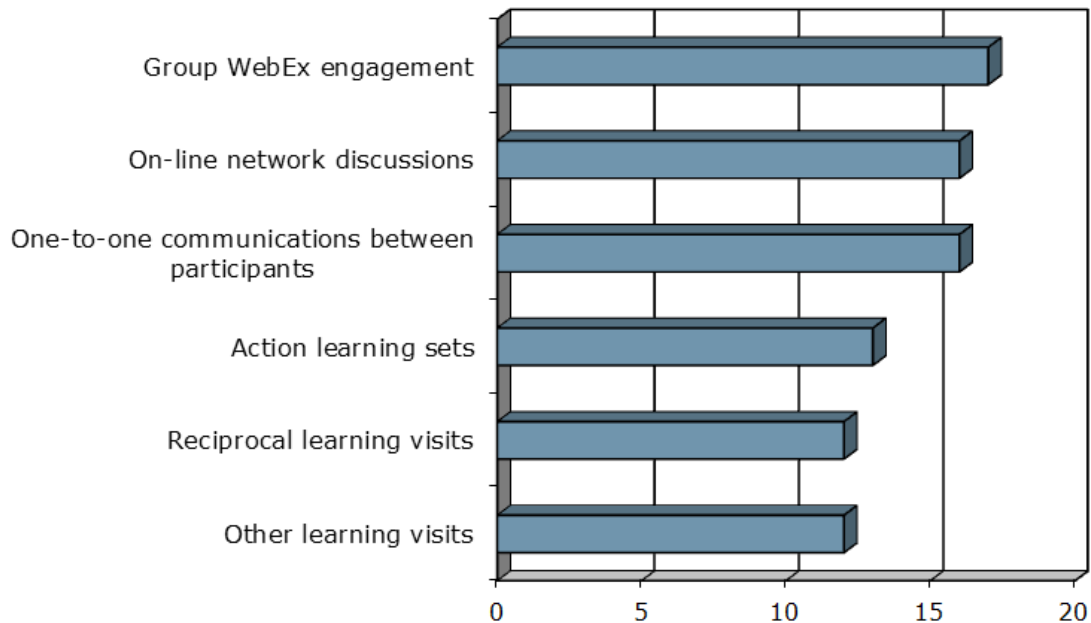 Group WebEx engagement
On-line network discussions
One-to-one communications between
participants
Action learning sets
Reciprocal learning visits
Other learning visits
0 5 10 15 20